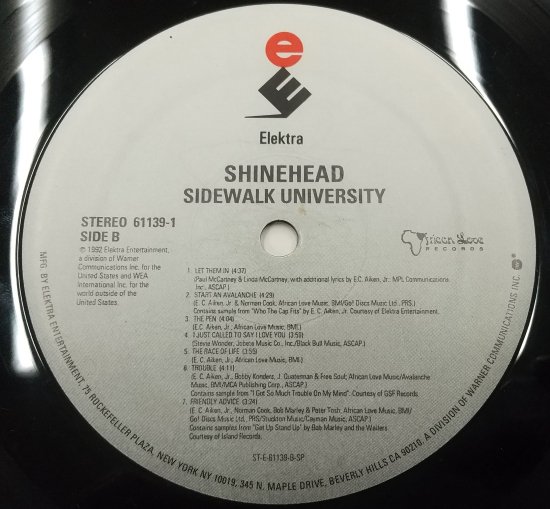 e
E
Elektra
SHINEHEAD
SIDEWALK UNIVERSITY
STEREO 61139-1
SIDE B
℗ 1992 Elektra Entertainment,
a division of Warner
Communications Inc. for the
United States and WEA
International Inc. for the
world outside of the
United States.
African Love
RECORDS
1. LET THEM IN (4:37)
(Paul McCartney & Linda McCartney, with additional lyrics by E.C. Aiken, Jr.; MPL Communications
Inc., ASCAP.)
2. START AN AVALANCHE (4:29)
(E. C. Aiken Jr. & Norman Cook, African Love Music, BMI/Go! Discs Music Ltd., PRS.)
Contains sample from "Who The Cap Fits" by E. C. Aiken, Jr. Courtesy of Elektra Entertainment.
3. THE PEN (4:04)
(E.C. Aiken, Jr., African Love Music, BMI.)
4. I JUST CALLED TO SAY I LOVE YOU (3:59)
(Stevie Wonder, Jobete Music Co., Inc./Black Bull Music, ASCAP.)
5. THE RACE OF LIFE (3:55)
(E. C. Aiken, Jr., African Love Music, BMI.)
6. TROUBLE (4:11)
(E. C. Aiken, Jr., Bobby Konders, J. Quaterman & Free Soul; African Love Music/Avalanche
Music, BMI/MCA Publishing Corp., ASCAP.)
Contains sample from "I Got So Much Trouble On My Mind". Courtesy of GSF Records.
7. FRIENDLY ADVICE (3:24)
(E. C. Aiken, Jr., Norman Cook, Bob Marley & Peter Tosh; African Love Music, BMI/
Go! Discs Music Ltd., PRS/Stuckton Music/Cayman Music, ASCAP.)
Contains samples from "Get Up Stand Up" by Bob Marley and the Wailers.
Courtesy of Island Records.
ST-E-61139-B-SP
MFG. BY ELEKTRA ENTERTAINMENT, 75 ROCKEFELLER PLAZA, NEW YORK NY 10019, 345 N. MAPLE DRIVE, BEVERLY HILLS CA 90210. A DIVISION OF WARNER COMMUNICATIONS INC.